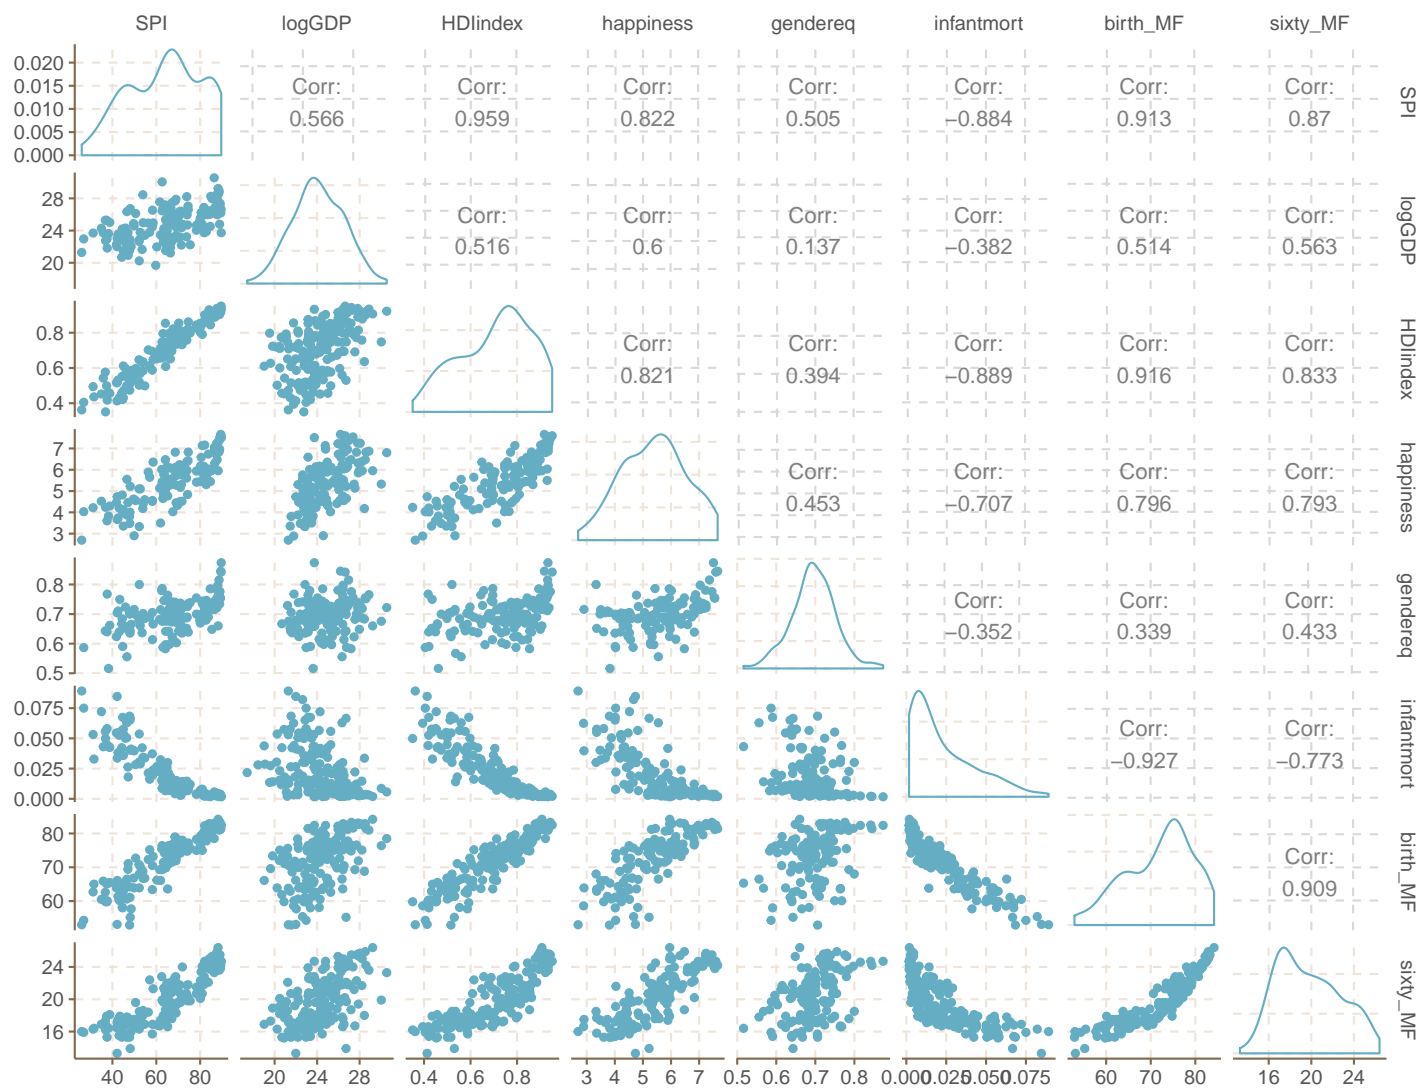 SPI logGDP HDIindex happiness gendereq infantmort birth_MF sixty_MF
0.020
0.015
0.010
0.005
0.000
Corr: Corr: Corr: Corr: Corr: Corr: Corr:
0.566 0.959 0.822 0.505 −0.884 0.913 0.87
SPI
28
24
20
Corr: Corr: Corr: Corr: Corr: Corr:
0.516 0.6 0.137 −0.382 0.514 0.563
logGDP
0.8
0.6
0.4
Corr: Corr: Corr: Corr: Corr:
0.821 0.394 −0.889 0.916 0.833
HDIindex
7
6
5
4
3
Corr: Corr: Corr: Corr:
0.453 −0.707 0.796 0.793
happiness
0.8
0.7
0.6
0.5
Corr: Corr: Corr:
−0.352 0.339 0.433
gendereq
0.075
0.050
0.025
0.000
Corr: Corr:
−0.927 −0.773
infantmort
80
70
60
Corr:
0.909
birth_MF
24
20
16
sixty_MF
40 60 80 20 24 28 0.4 0.6 0.8 3 4 5 6 7 0.5 0.6 0.7 0.8 0.000 0.025 0.050 0.075 60 70 80 16 20 24